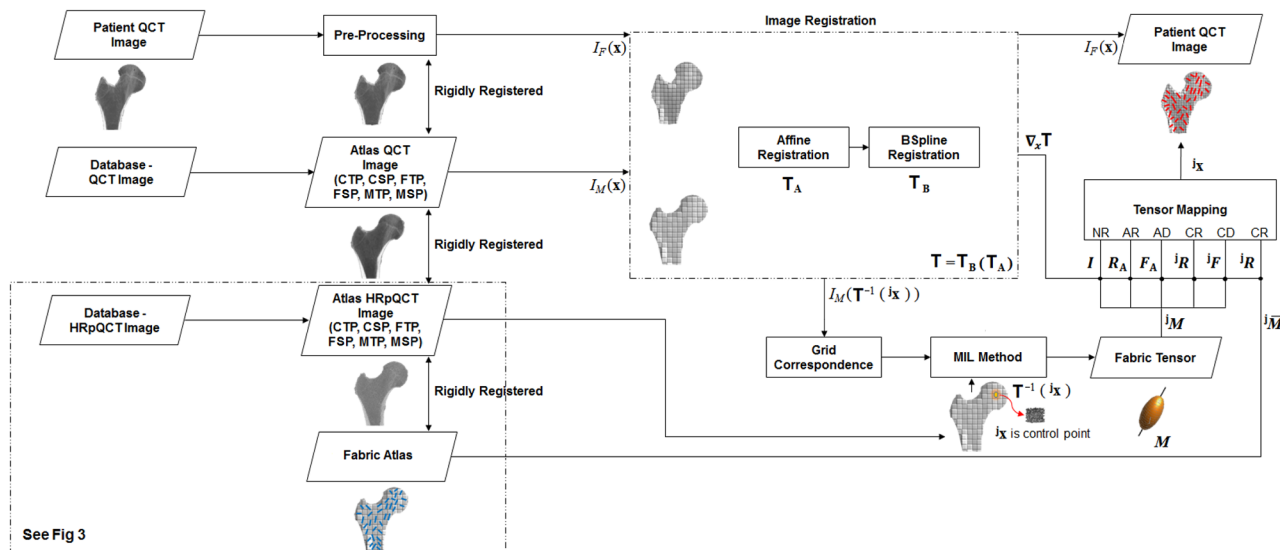 Patient QCT
Image
Pre-Processing
I_F(x)
Image Registration
I_F(x)
Patient QCT
Image
Rigidly Registered
Database -
QCT Image
Atlas QCT
Image
(CTP, CSP, FTP,
FSP, MTP, MSP)
I_M(x)
Affine
Registration
T_A
BSpline
Registration
T_B
T = T_B(T_A)
∇_x T
ʲx
Tensor Mapping
NR AR AD CR CD CR
I R_A F_A ʲR ʲF ʲR
Rigidly Registered
Database -
HRpQCT Image
Atlas HRpQCT
Image
(CTP, CSP, FTP,
FSP, MTP, MSP)
I_M(T⁻¹(ʲx))
ʲM
ʲM̅
Grid
Correspondence
MIL Method
Fabric Tensor
Rigidly Registered
T⁻¹(ʲx)
ʲx is control point
M
Fabric Atlas
See Fig 3